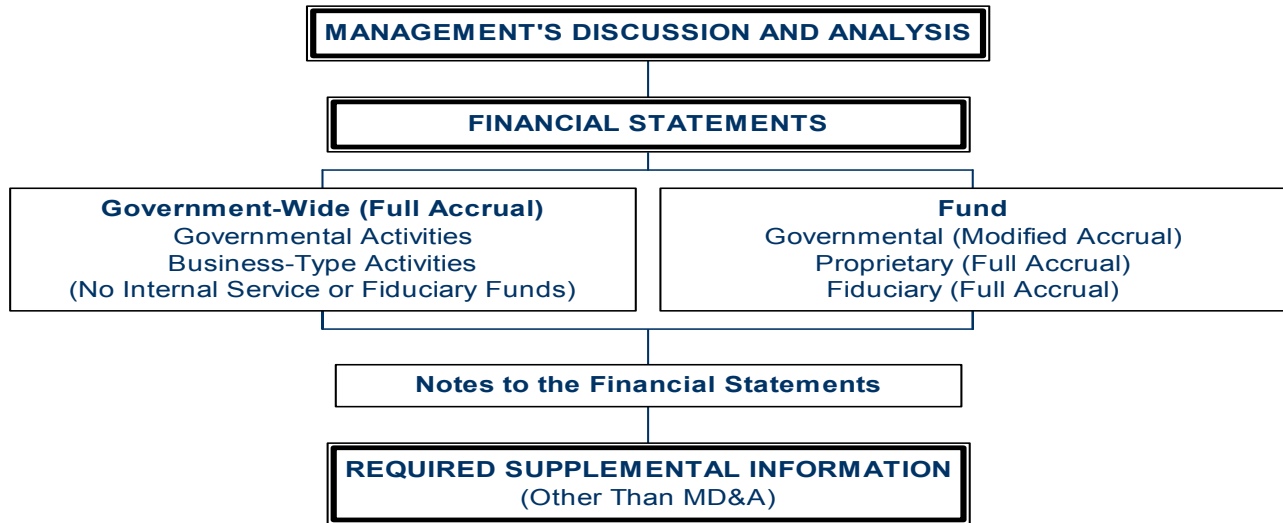 MANAGEMENT'S DISCUSSION AND ANALYSIS
FINANCIAL STATEMENTS
Government-Wide (Full Accrual)
Governmental Activities
Business-Type Activities
(No Internal Service or Fiduciary Funds)
Fund
Governmental (Modified Accrual)
Proprietary (Full Accrual)
Fiduciary (Full Accrual)
Notes to the Financial Statements
REQUIRED SUPPLEMENTAL INFORMATION
(Other Than MD&A)